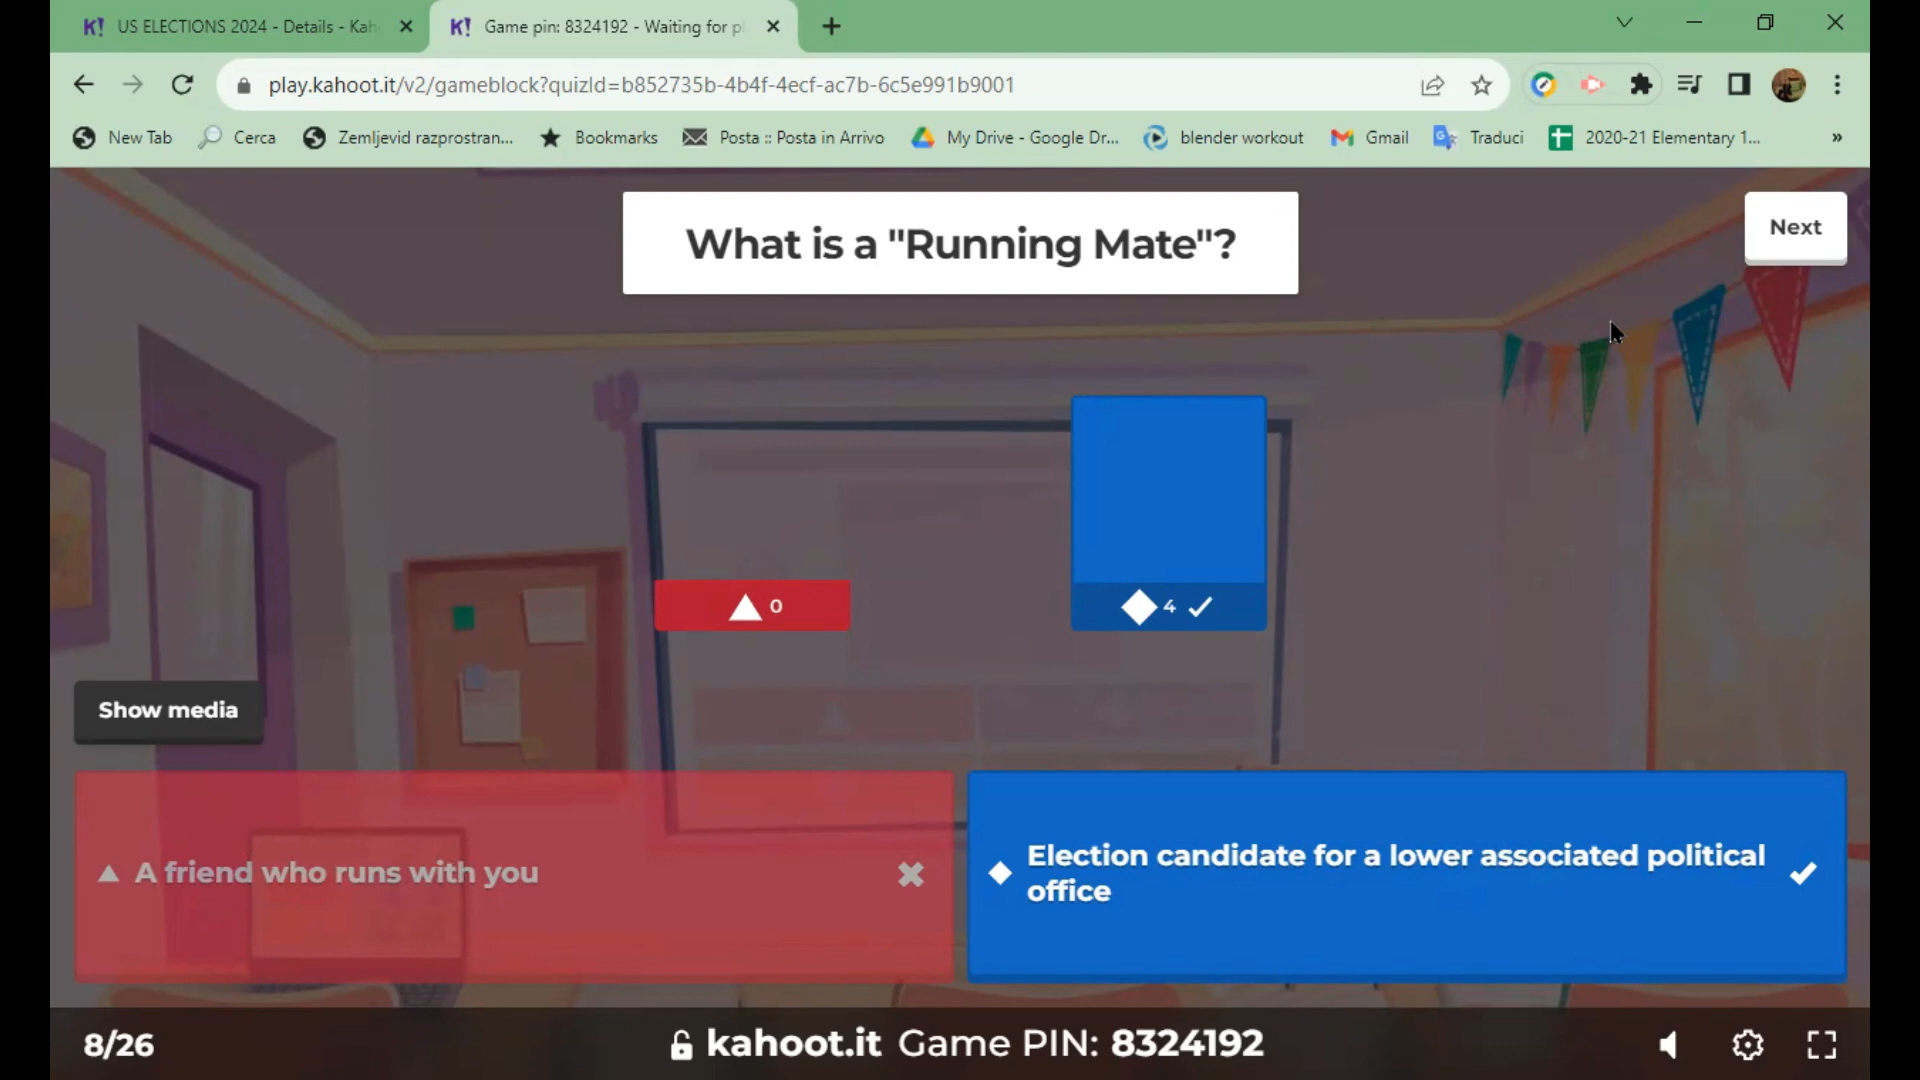 K! US ELECTIONS 2024 - Details - Kah
K! Game pin: 8324192 - Waiting for p
play.kahoot.it/v2/gameblock?quizId=b852735b-4b4f-4ecf-ac7b-6c5e991b9001
New Tab
Cerca
Zemljevid razprostran...
Bookmarks
Posta :: Posta in Arrivo
My Drive - Google Dr...
blender workout
Gmail
Traduci
2020-21 Elementary 1...
»
What is a "Running Mate"?
Next
0
4
Show media
A friend who runs with you
Election candidate for a lower associated political
office
8/26
kahoot.it Game PIN: 8324192